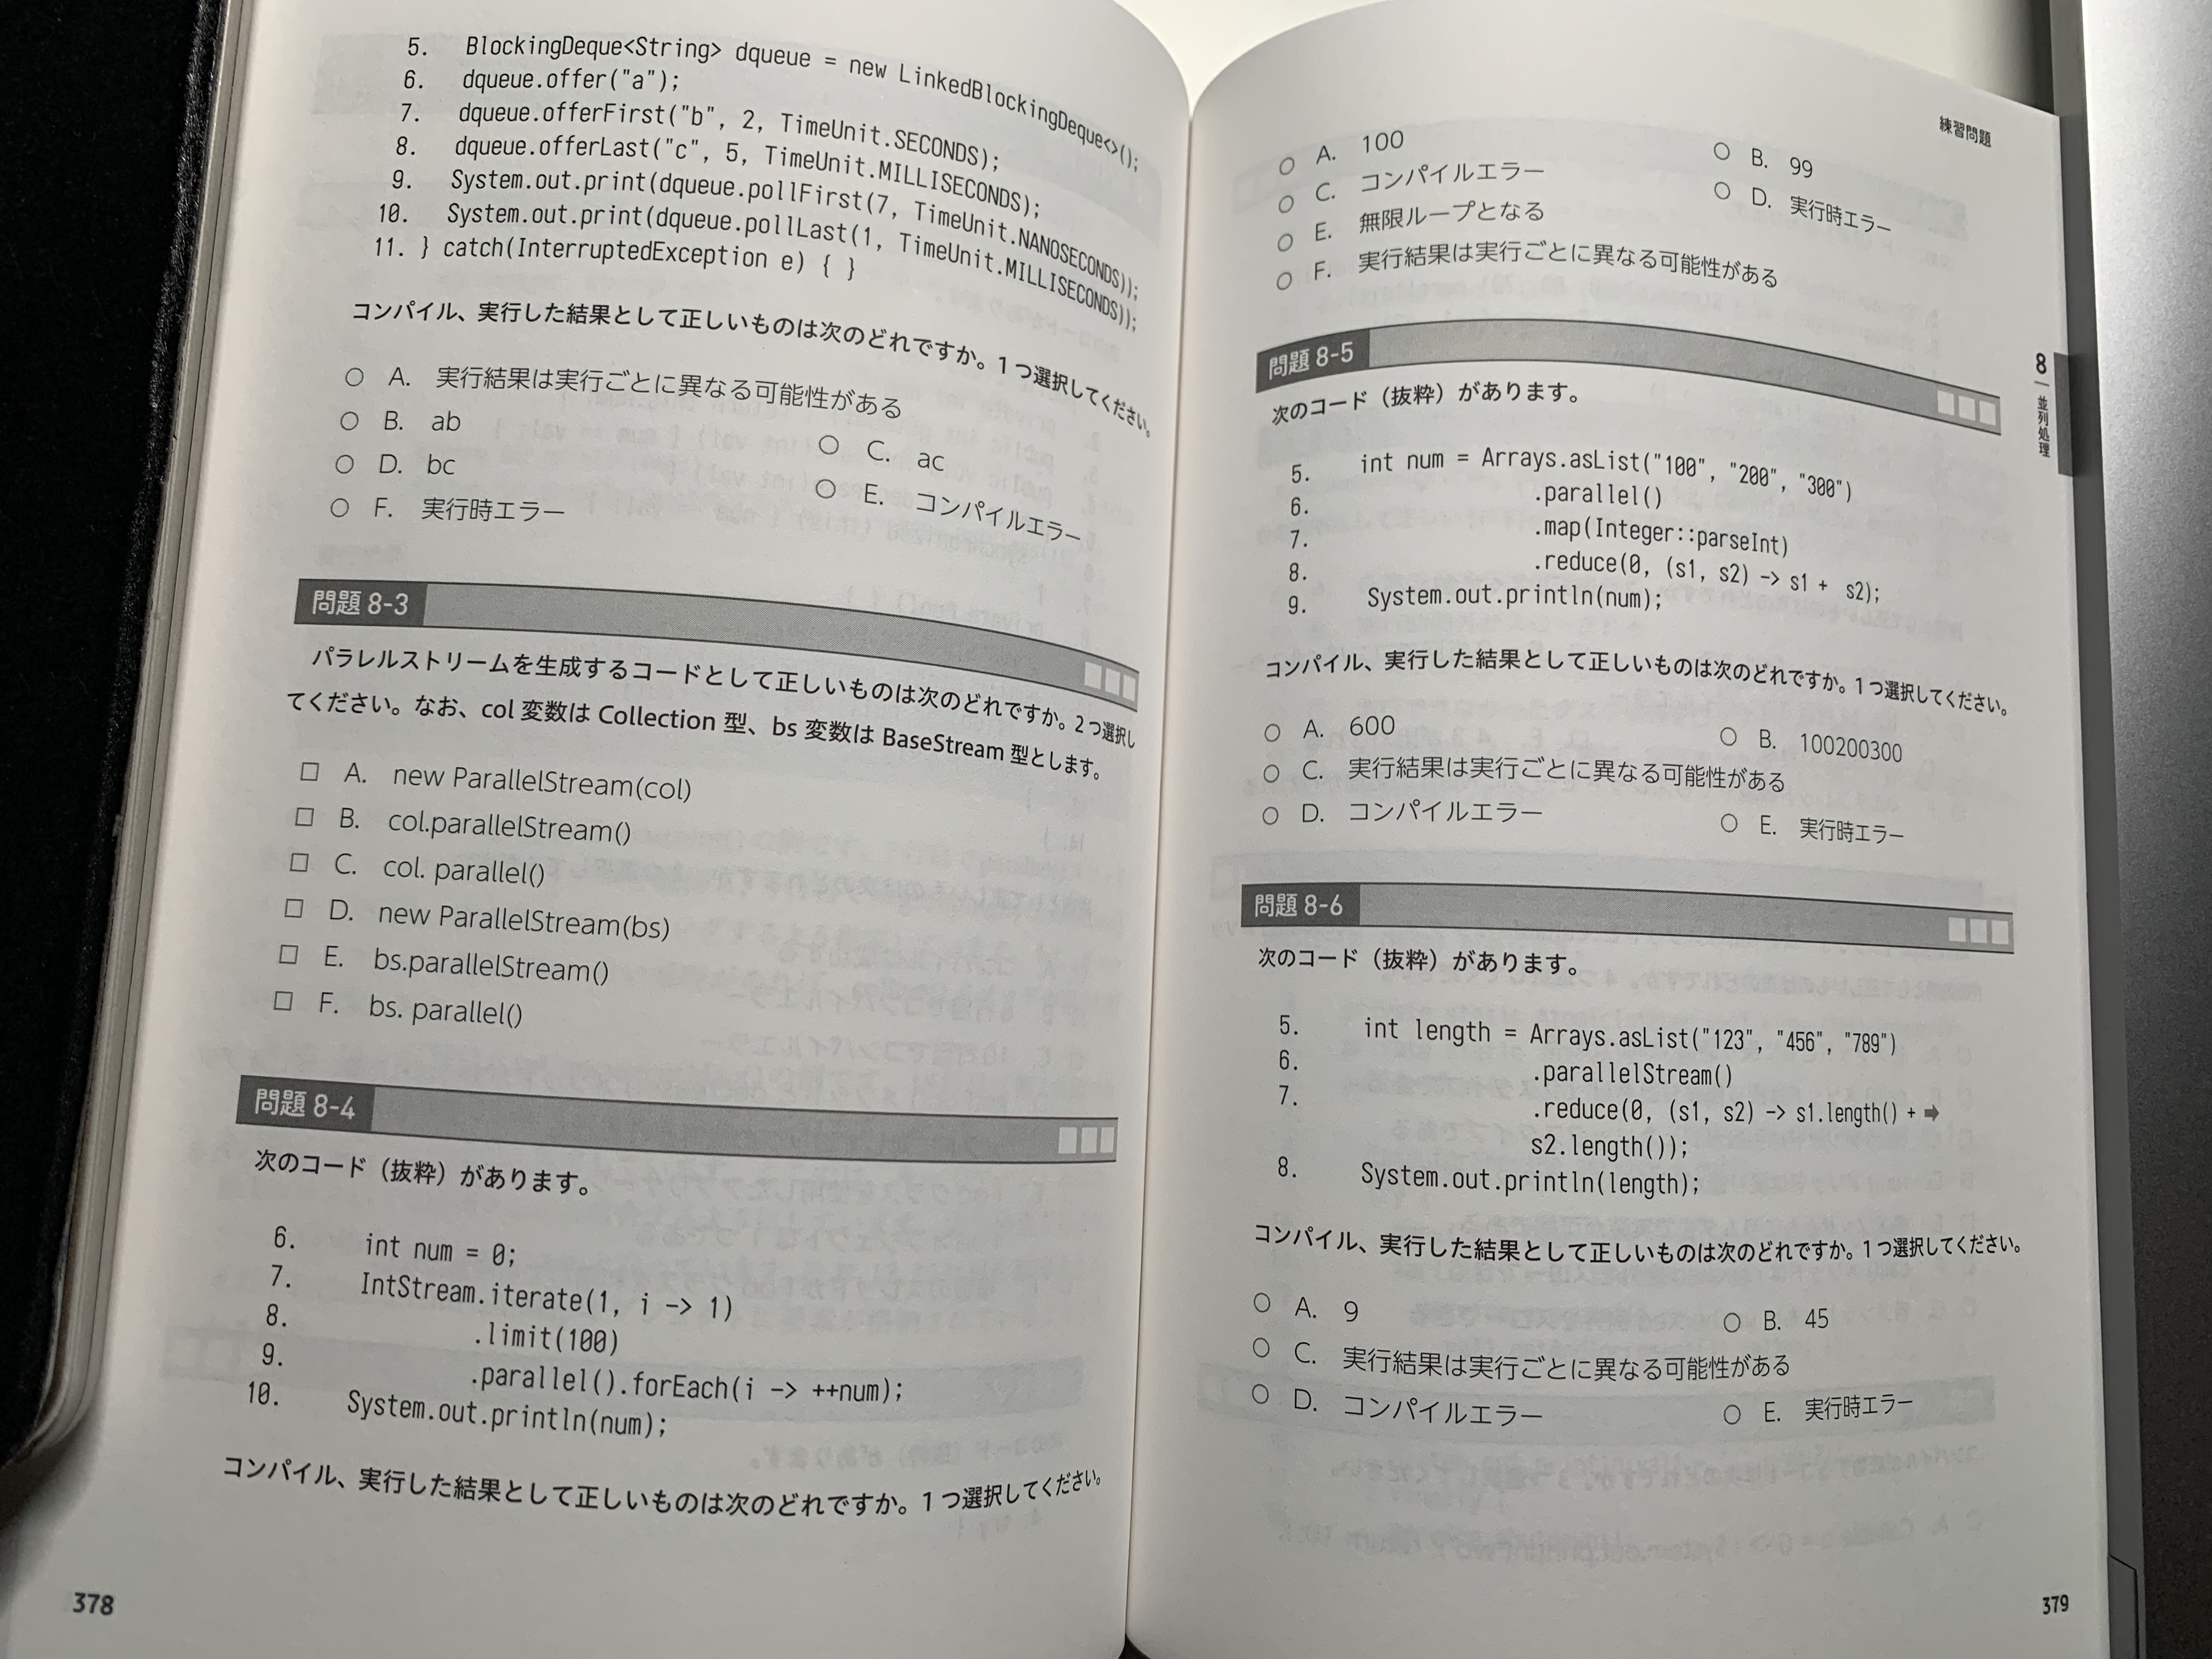 5. BlockingDeque<String> dqueue = new LinkedBlockingDeque<>();
6. dqueue.offer("a");
7. dqueue.offerFirst("b", 2, TimeUnit.SECONDS);
8. dqueue.offerLast("c", 5, TimeUnit.MILLISECONDS);
9. System.out.print(dqueue.pollFirst(7, TimeUnit.NANOSECONDS));
10. System.out.print(dqueue.pollLast(1, TimeUnit.MILLISECONDS));
11. } catch(InterruptedException e) { }
コンパイル、実行した結果として正しいものは次のどれですか。1つ選択してください。
○ A. 実行結果は実行ごとに異なる可能性がある
○ B. ab ○ C. ac
○ D. bc ○ E. コンパイルエラー
○ F. 実行時エラー
問題 8-3
パラレルストリームを生成するコードとして正しいものは次のどれですか。2つ選択し
てください。なお、col 変数は Collection 型、bs 変数は BaseStream 型とします。
□ A. new ParallelStream(col)
□ B. col.parallelStream()
□ C. col. parallel()
□ D. new ParallelStream(bs)
□ E. bs.parallelStream()
□ F. bs. parallel()
問題 8-4
次のコード（抜粋）があります。
6. int num = 0;
7. IntStream.iterate(1, i -> 1)
8. .limit(100)
9. .parallel().forEach(i -> ++num);
10. System.out.println(num);
コンパイル、実行した結果として正しいものは次のどれですか。1つ選択してください。
378
練習問題
○ A. 100 ○ B. 99
○ C. コンパイルエラー ○ D. 実行時エラー
○ E. 無限ループとなる
○ F. 実行結果は実行ごとに異なる可能性がある
8
並列処理
問題 8-5
次のコード（抜粋）があります。
5. int num = Arrays.asList("100", "200", "300")
6. .parallel()
7. .map(Integer::parseInt)
8. .reduce(0, (s1, s2) -> s1 + s2);
9. System.out.println(num);
コンパイル、実行した結果として正しいものは次のどれですか。1つ選択してください。
○ A. 600 ○ B. 100200300
○ C. 実行結果は実行ごとに異なる可能性がある
○ D. コンパイルエラー ○ E. 実行時エラー
問題 8-6
次のコード（抜粋）があります。
5. int length = Arrays.asList("123", "456", "789")
6. .parallelStream()
7. .reduce(0, (s1, s2) -> s1.length() + ➡
s2.length());
8. System.out.println(length);
コンパイル、実行した結果として正しいものは次のどれですか。1つ選択してください。
○ A. 9 ○ B. 45
○ C. 実行結果は実行ごとに異なる可能性がある
○ D. コンパイルエラー ○ E. 実行時エラー
379